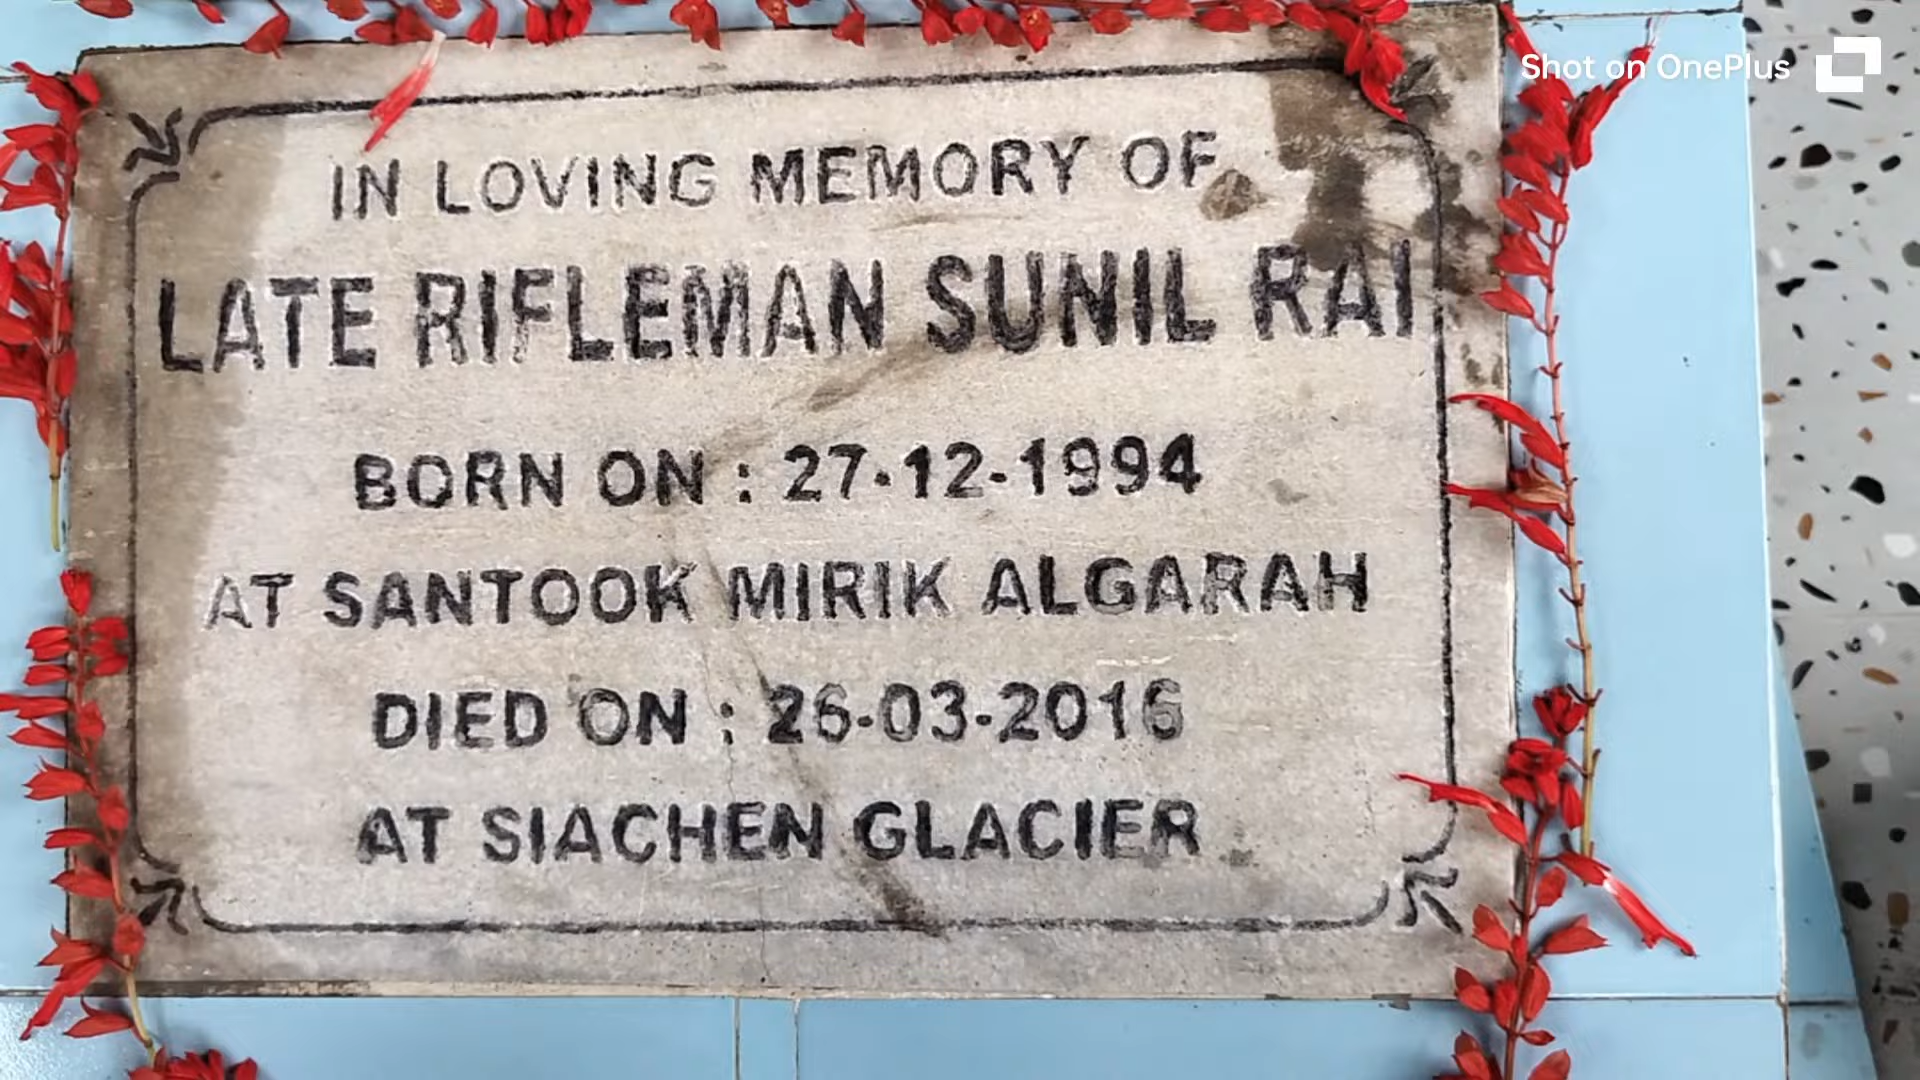 Shot on OnePlus
IN LOVING MEMORY OF
LATE RIFLEMAN SUNIL RAI
BORN ON : 27-12-1994
AT SANTOOK MIRIK ALGARAH
DIED ON : 26-03-2016
AT SIACHEN GLACIER